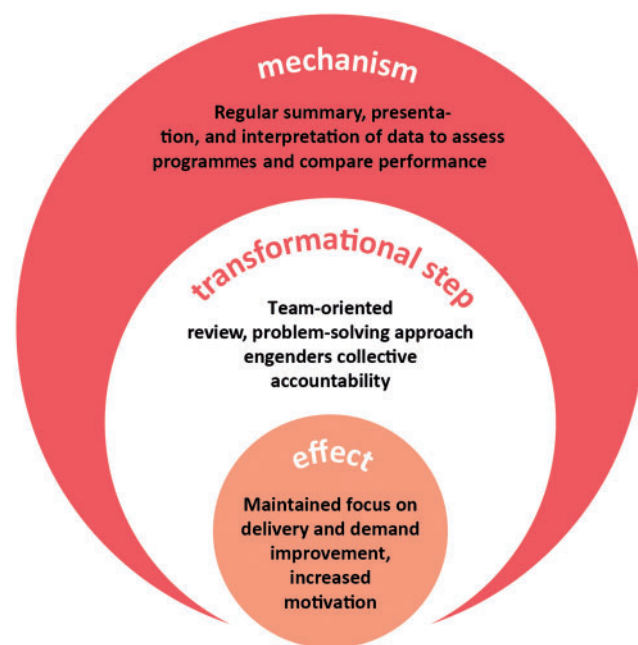 mechanism
Regular summary, presenta-
tion, and interpretation of data to assess
programmes and compare performance
transformational step
Team-oriented
review, problem-solving approach
engenders collective
accountability
effect
Maintained focus on
delivery and demand
improvement,
increased
motivation